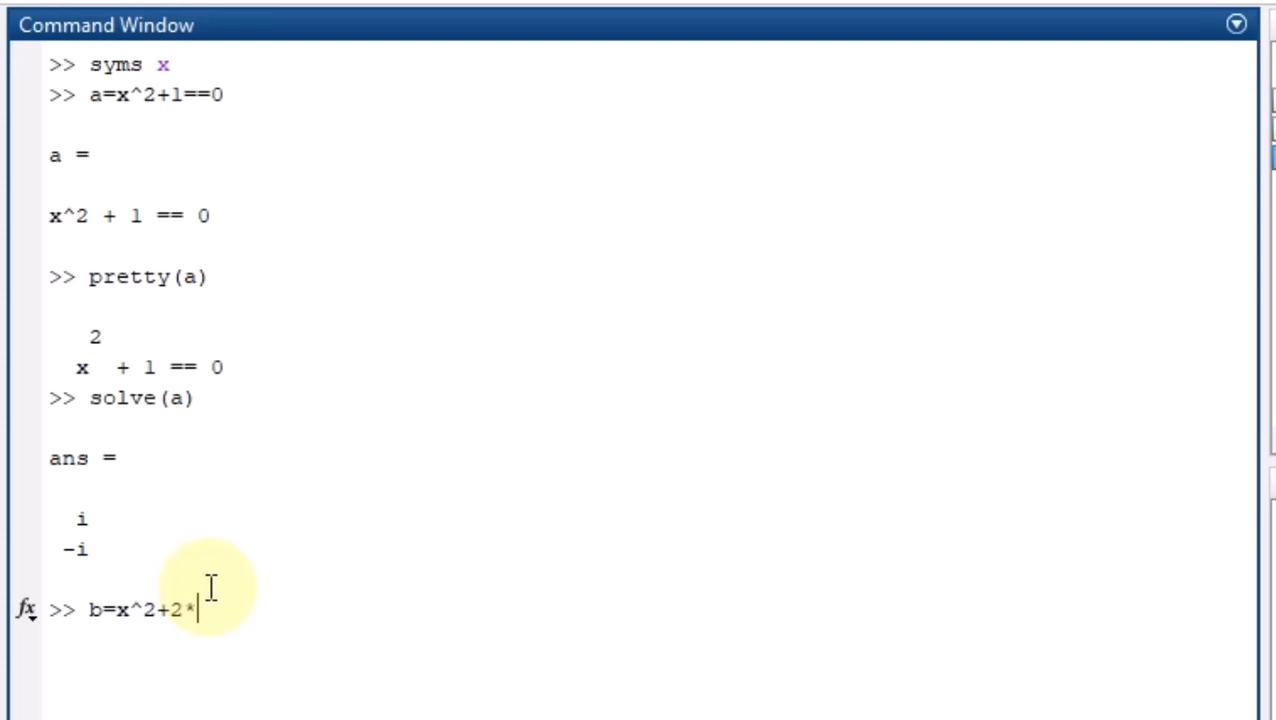 Command Window
>> syms x
>> a=x^2+1==0
a =
x^2 + 1 == 0
>> pretty(a)
2
x  + 1 == 0
>> solve(a)
ans =
i
-i
fx >> b=x^2+2*